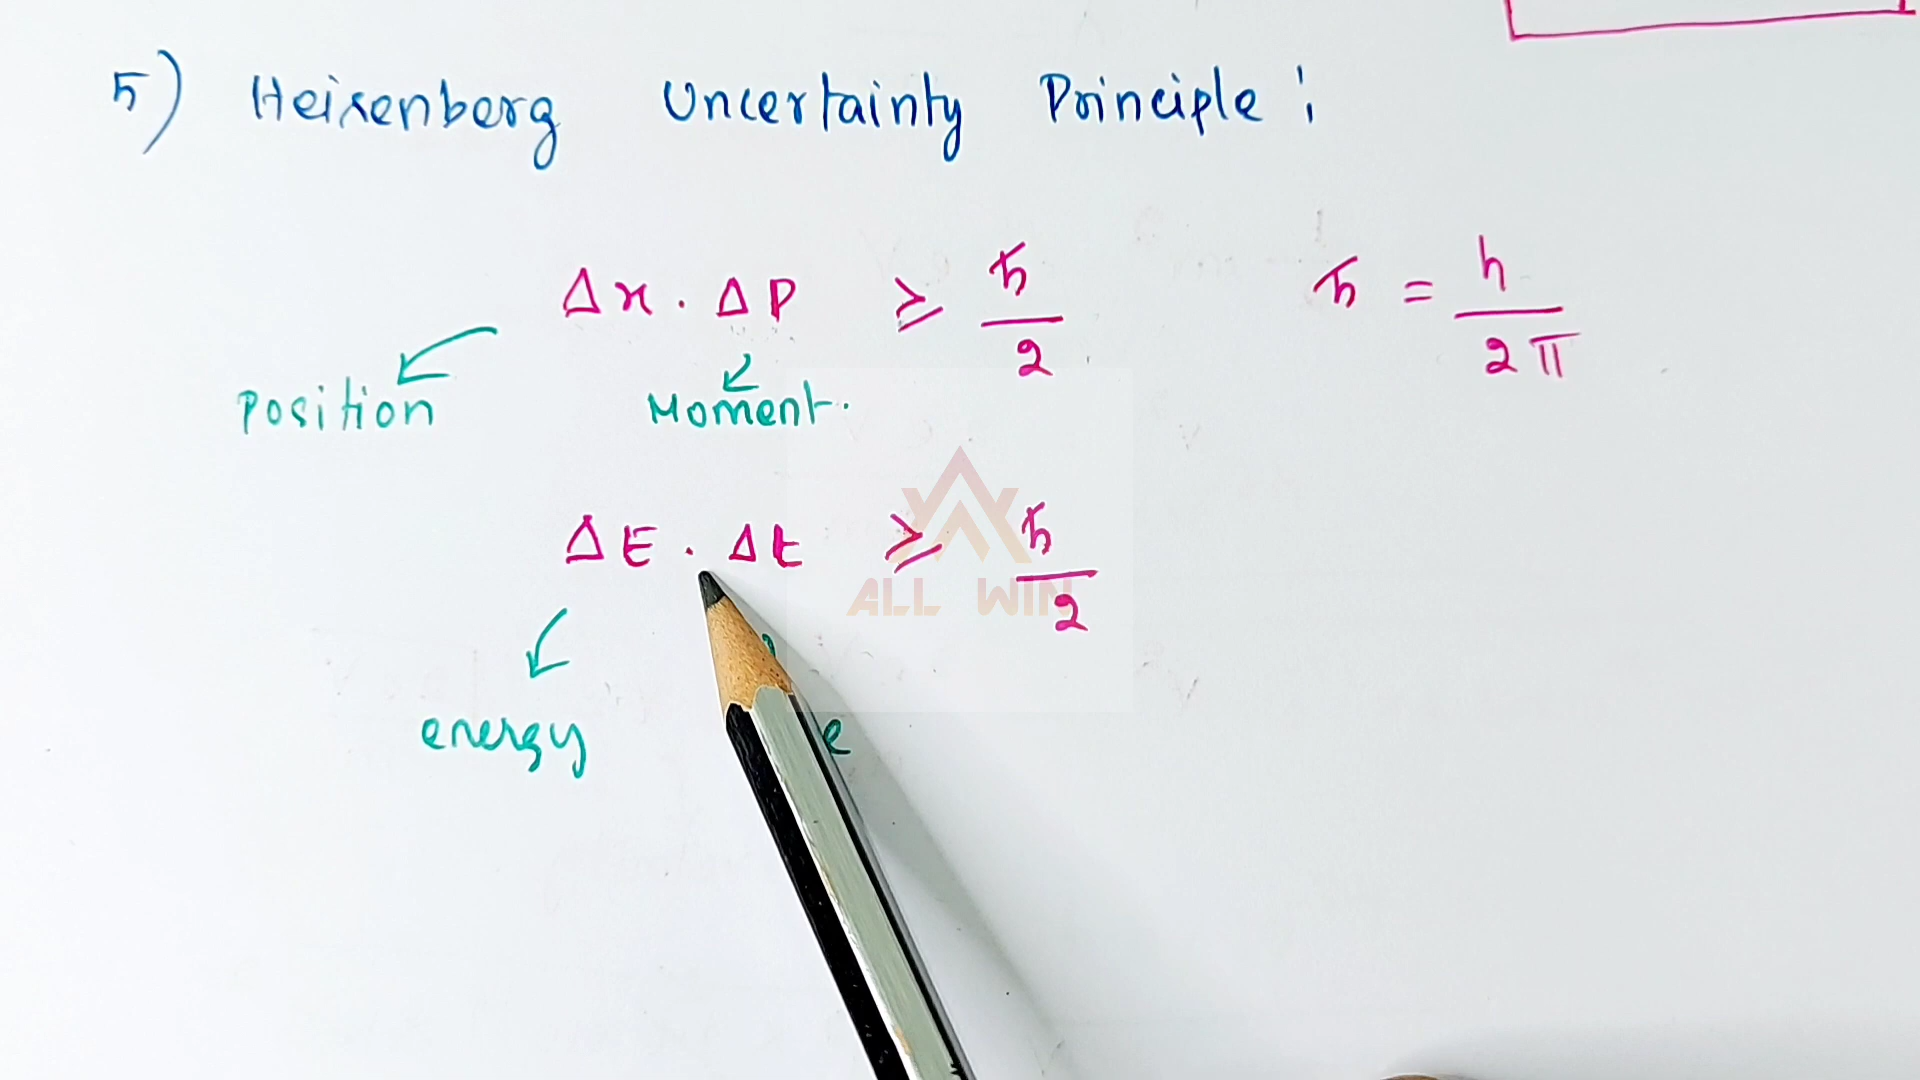 5) Heisenberg Uncertainty Principle :
Δx . ΔP ≥ ħ/2 ħ = h/2π
Position Moment.
ΔE . Δt ≥ ħ/2
ALL WIN
energy